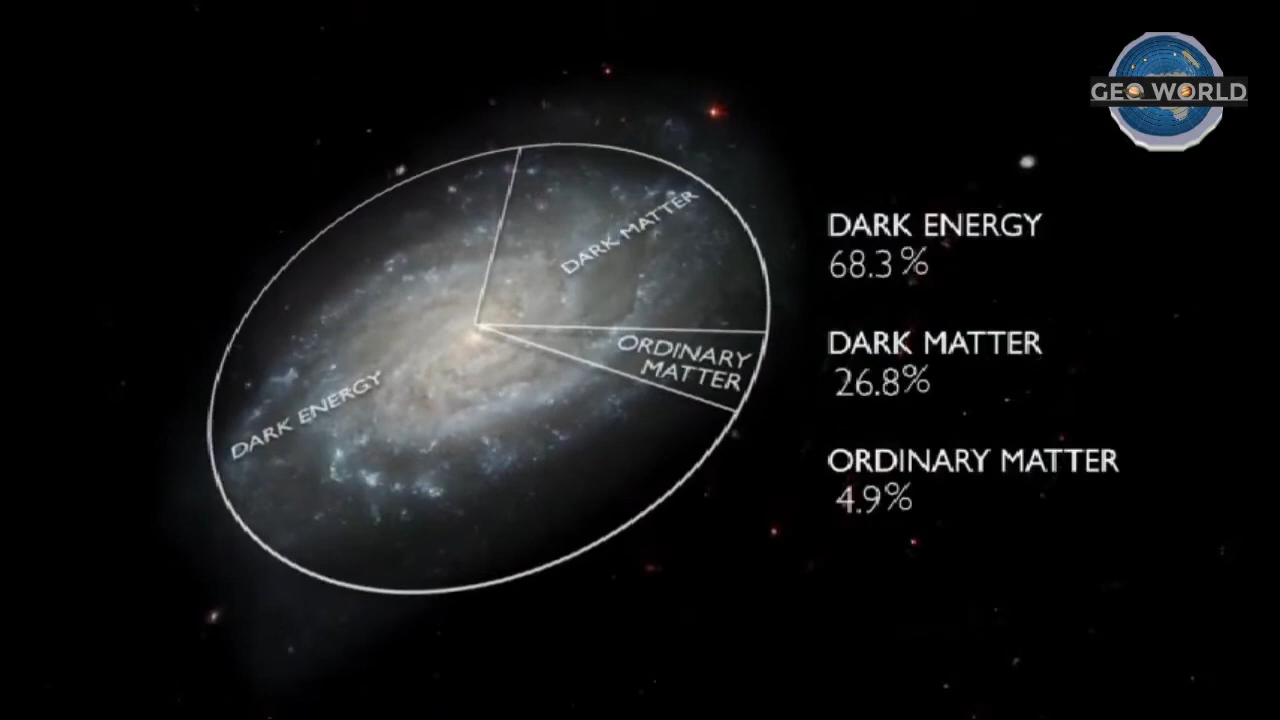 GEO WORLD
DARK ENERGY
68.3%
DARK MATTER
26.8%
ORDINARY MATTER
4.9%
DARK MATTER
ORDINARY
MATTER
DARK ENERGY